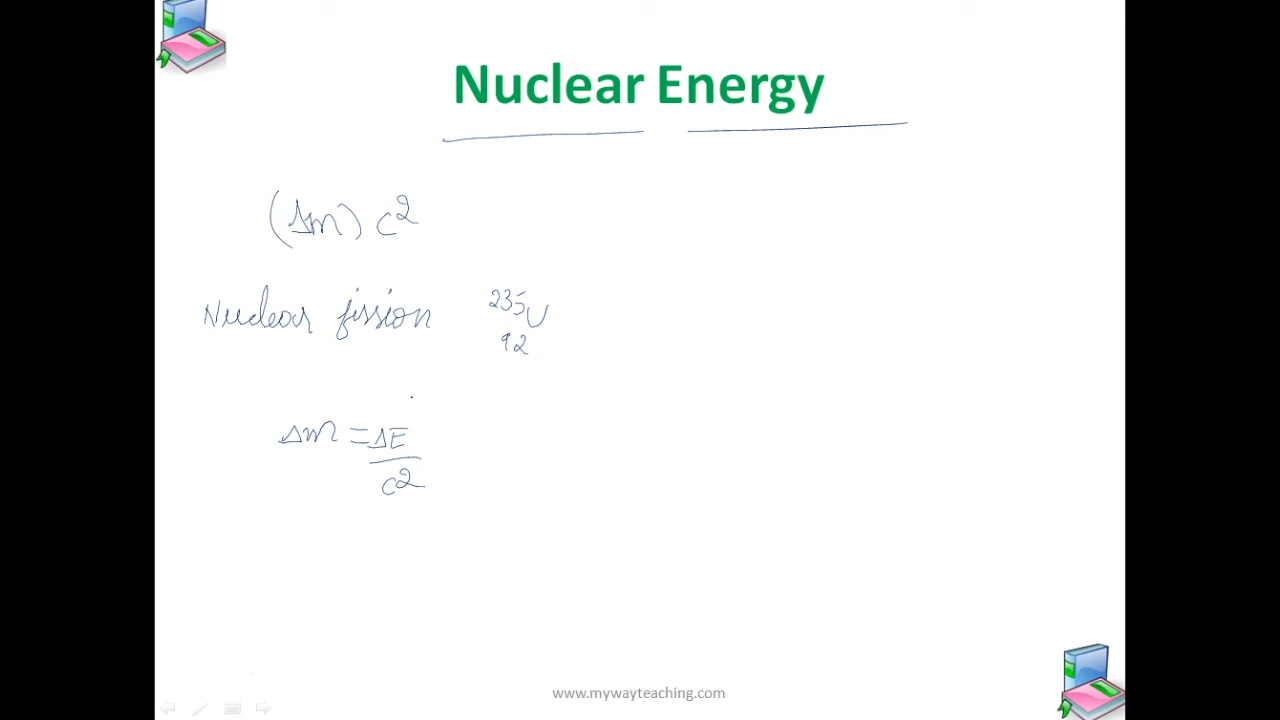 Nuclear Energy
(Δm) c²
Nuclear fission ²³⁵₉₂U
Δm = ΔE / c²
www.mywayteaching.com